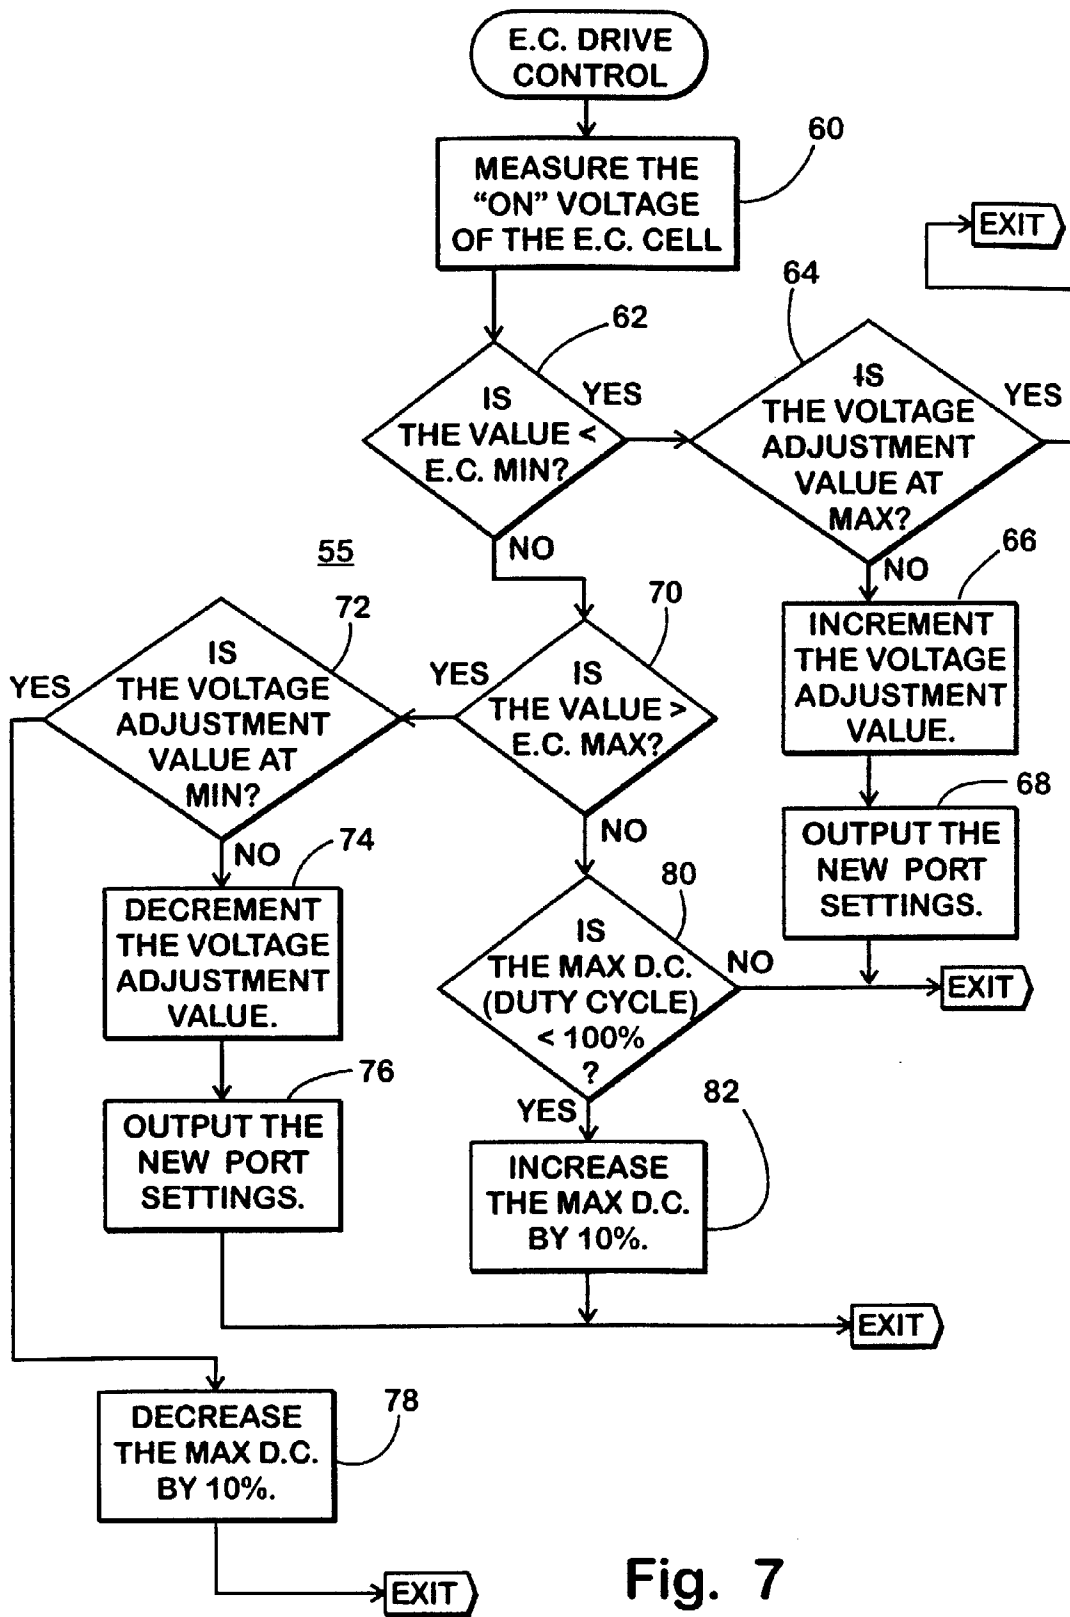 E.C. DRIVE
CONTROL
60
MEASURE THE
“ON” VOLTAGE
OF THE E.C. CELL
EXIT
64
62
IS
THE VALUE <
E.C. MIN?
YES
IS
THE VOLTAGE
ADJUSTMENT
VALUE AT
MAX?
YES
NO
NO
55
66
INCREMENT
THE VOLTAGE
ADJUSTMENT
VALUE.
72
IS
THE VOLTAGE
ADJUSTMENT
VALUE AT
MIN?
YES
70
YES
IS
THE VALUE >
E.C. MAX?
68
OUTPUT THE
NEW PORT
SETTINGS.
NO
NO
74
DECREMENT
THE VOLTAGE
ADJUSTMENT
VALUE.
80
IS
THE MAX D.C.
(DUTY CYCLE)
< 100%
?
NO
EXIT
76
OUTPUT THE
NEW PORT
SETTINGS.
YES
82
INCREASE
THE MAX D.C.
BY 10%.
EXIT
78
DECREASE
THE MAX D.C.
BY 10%.
EXIT
Fig. 7